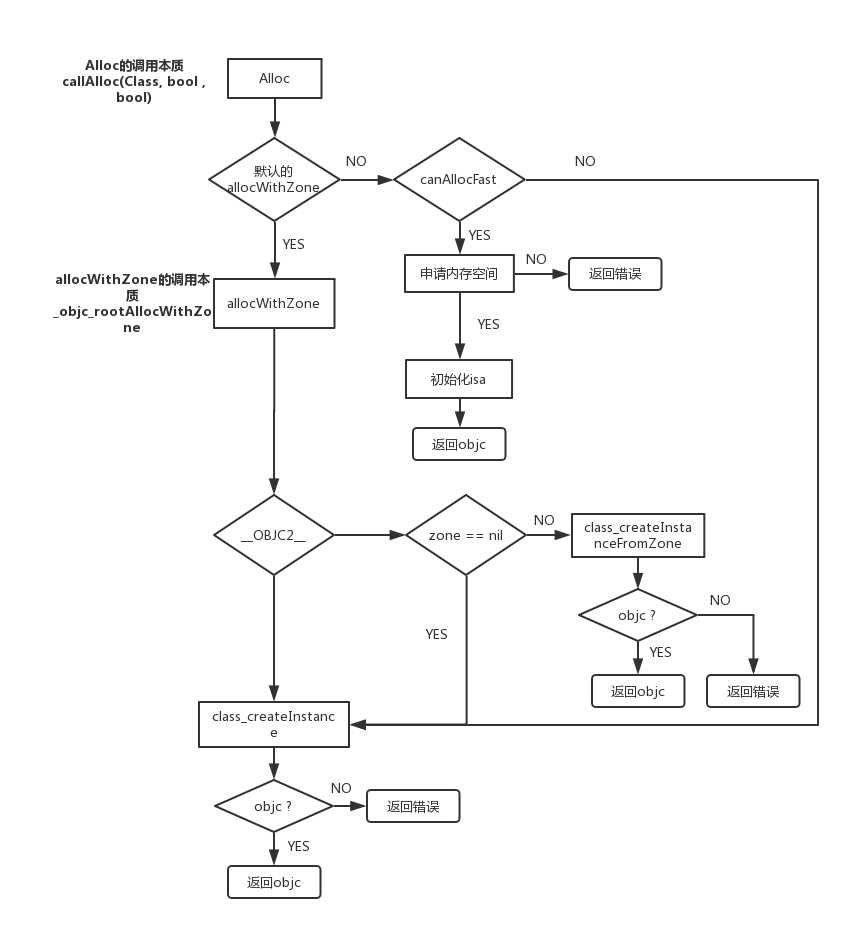 Alloc的调用本质
callAlloc(Class, bool ,
bool)
Alloc
默认的
allocWithZone
NO
canAllocFast
NO
YES
YES
allocWithZone的调用本
质
_objc_rootAllocWithZo
ne
allocWithZone
申请内存空间
NO
返回错误
YES
初始化isa
返回objc
__OBJC2__
zone == nil
NO
class_createInsta
nceFromZone
objc ?
NO
YES
YES
返回objc
返回错误
class_createInstanc
e
objc ?
NO
返回错误
YES
返回objc